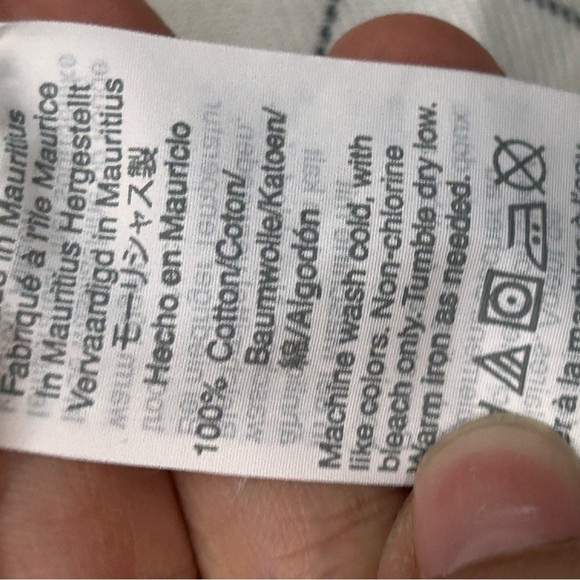 in Mauritius
Fabriqué à l'île Maurice
In Mauritius Hergestellt
Vervaardigd in Mauritius
モーリシャス製
Hecho en Mauricio
100% Cotton/Coton/
Baumwolle/Katoen/
綿/Algodón
Machine wash cold, with
like colors. Non-chlorine
bleach only. Tumble dry low.
Warm iron as needed.